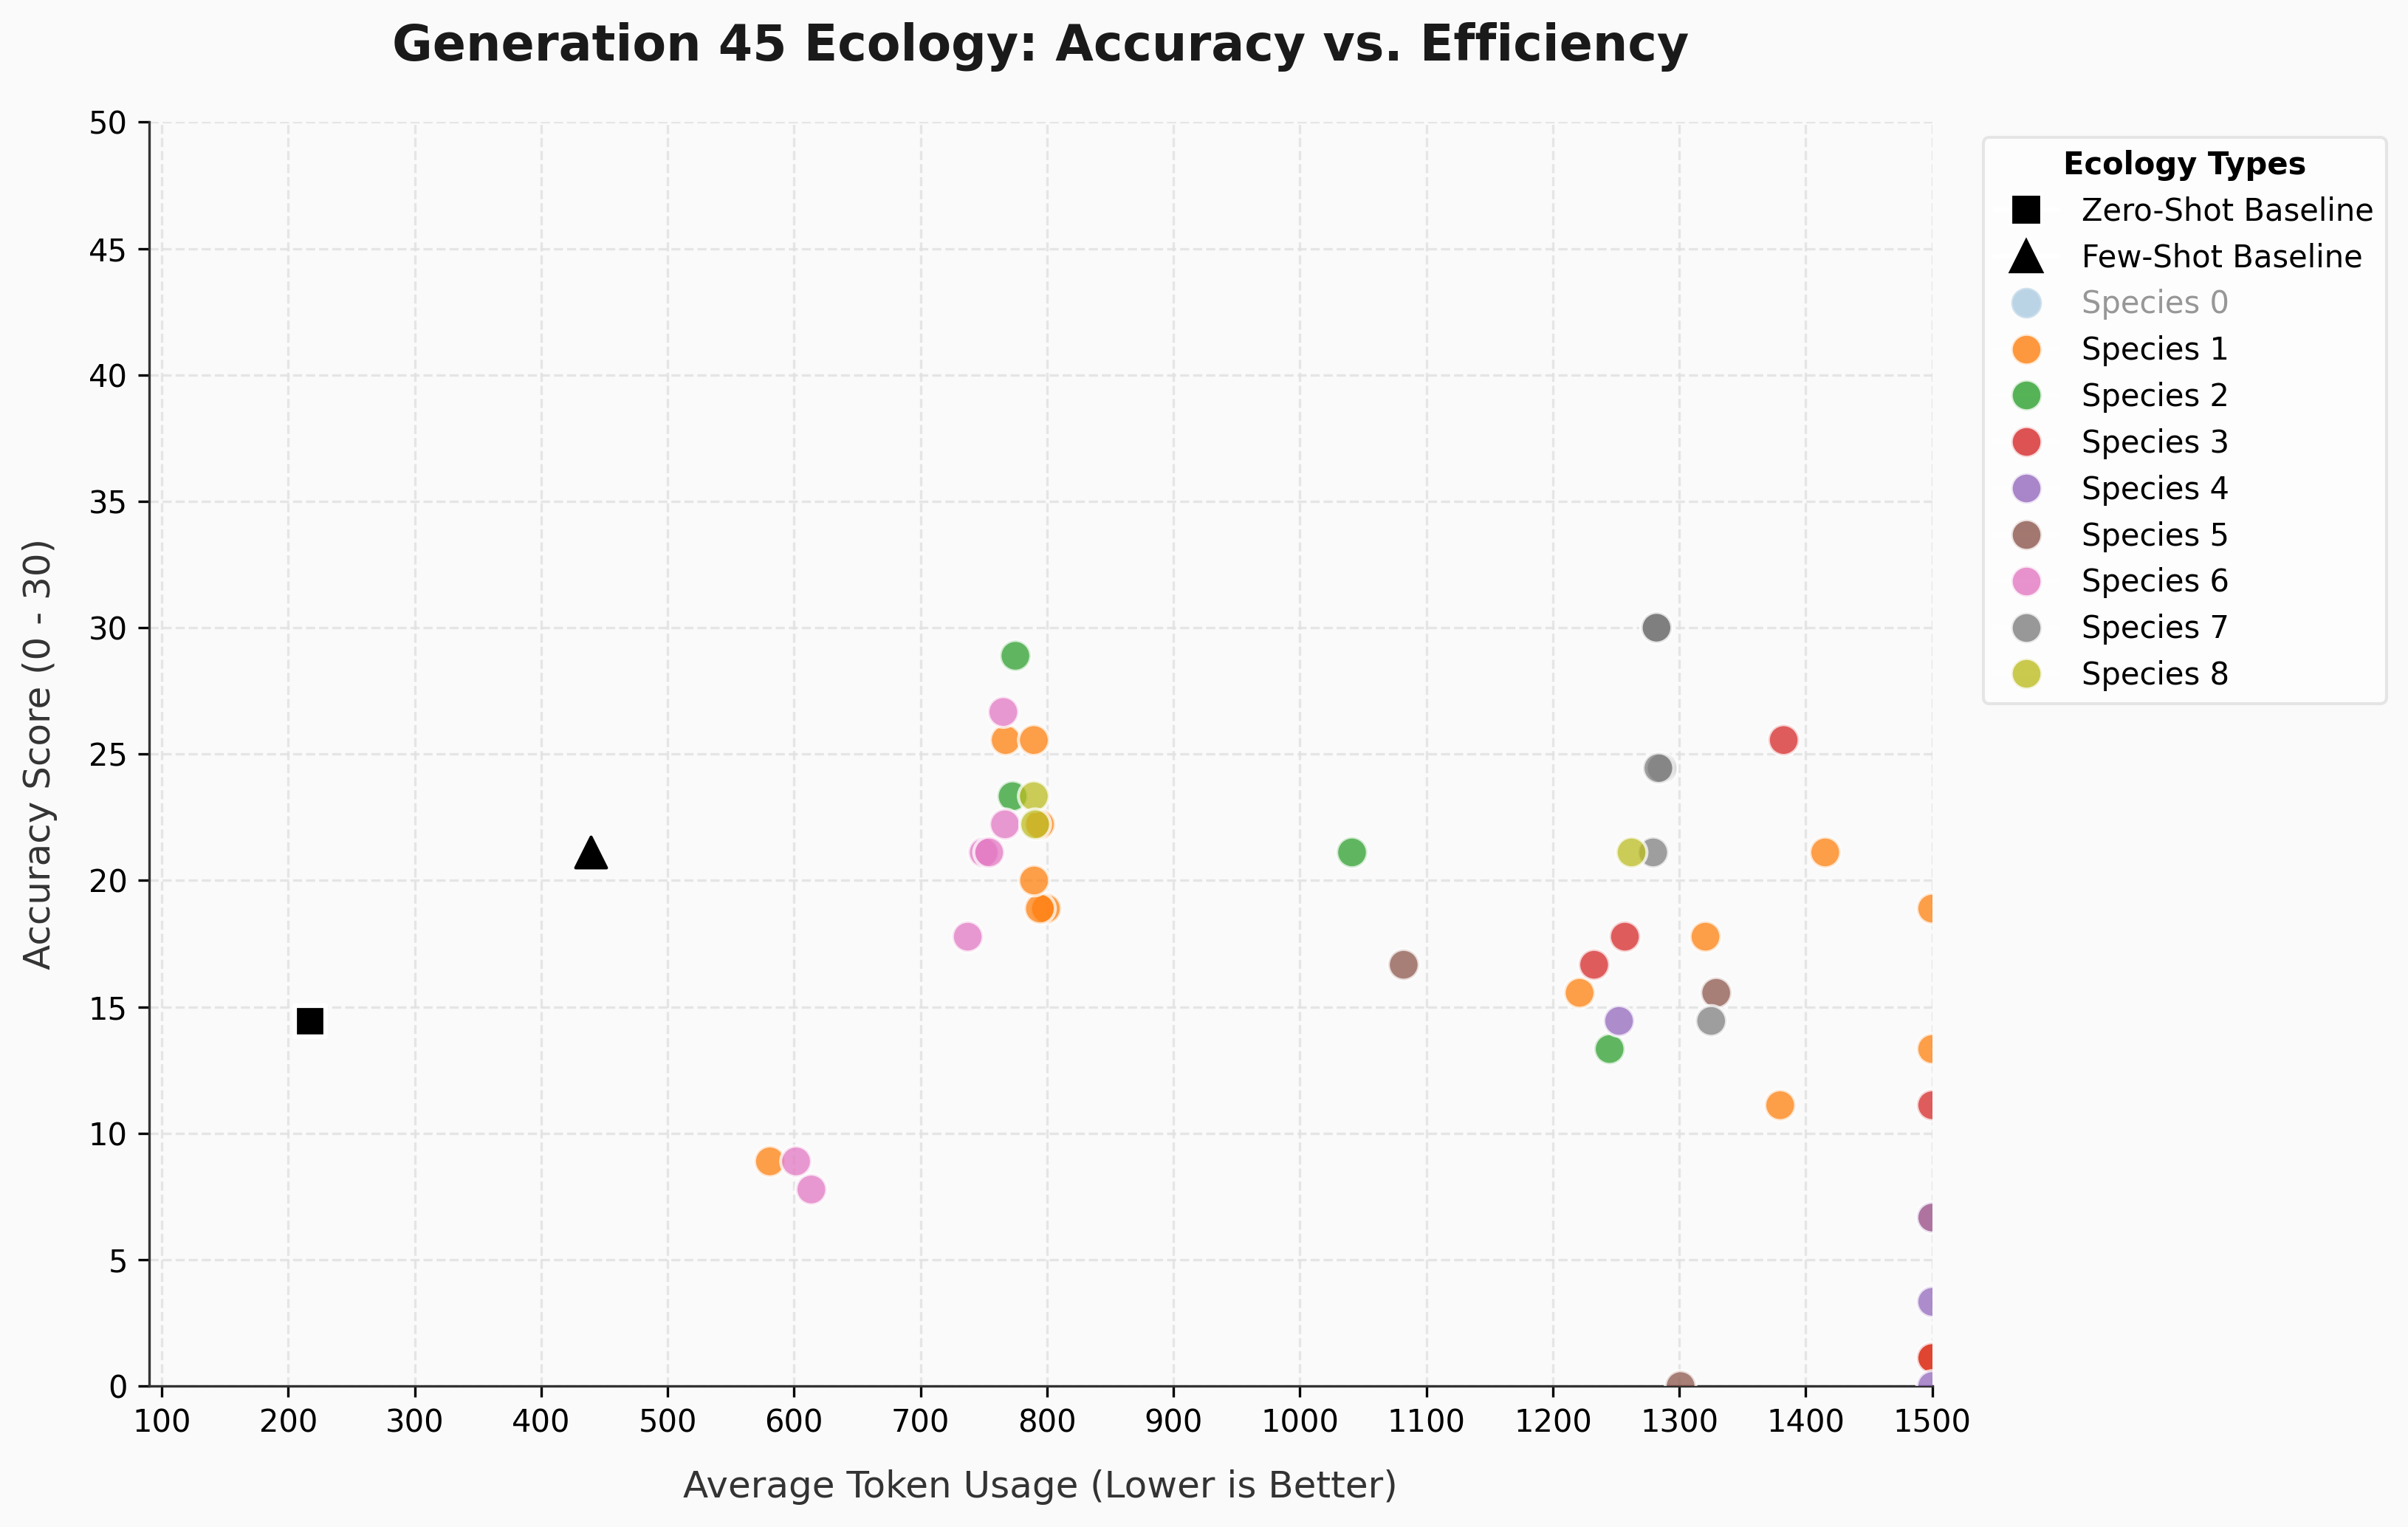 Generation 45 Ecology: Accuracy vs. Efficiency
50
45
40
35
30
25
20
15
10
5
0
Accuracy Score (0 - 30)
100 200 300 400 500 600 700 800 900 1000 1100 1200 1300 1400 1500
Average Token Usage (Lower is Better)
Ecology Types
Zero-Shot Baseline
Few-Shot Baseline
Species 0
Species 1
Species 2
Species 3
Species 4
Species 5
Species 6
Species 7
Species 8